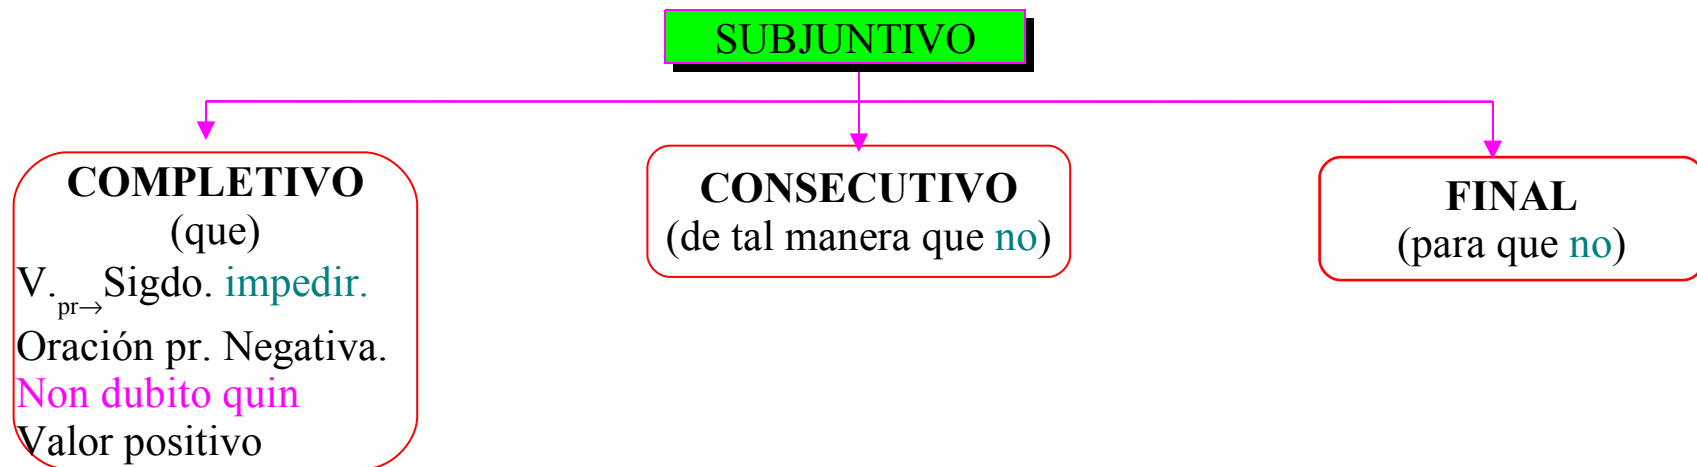 SUBJUNTIVO
COMPLETIVO
(que)
V.pr→Sigdo. impedir.
Oración pr. Negativa.
Non dubito quin
Valor positivo
CONSECUTIVO
(de tal manera que no)
FINAL
(para que no)